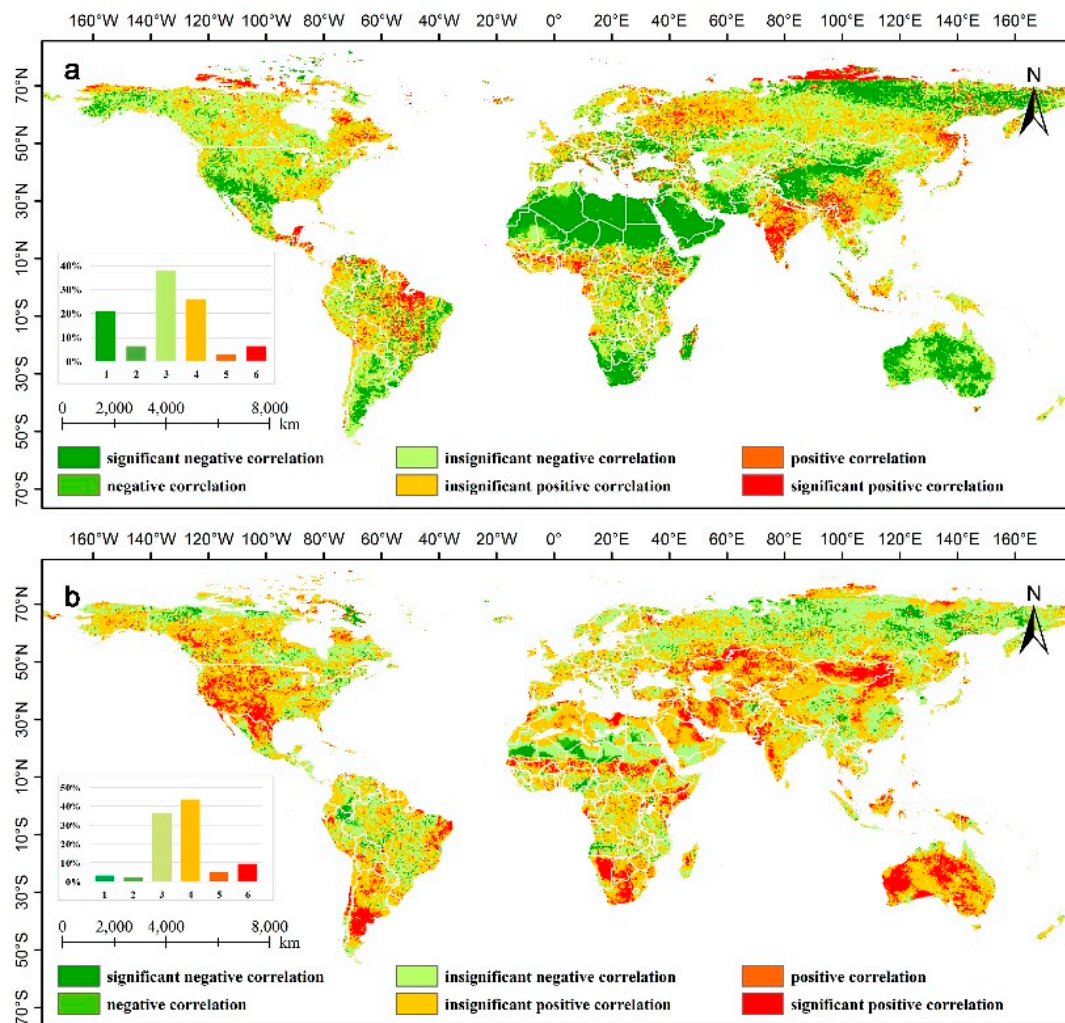 160°W 140°W 120°W 100°W 80°W 60°W 40°W 20°W 0° 20°E 40°E 60°E 80°E 100°E 120°E 140°E 160°E
a
N
70°N
50°N
30°N
10°N
10°S
30°S
50°S
70°S
40%
30%
20%
10%
0%
1 2 3 4 5 6
0 2,000 4,000 8,000
km
significant negative correlation insignificant negative correlation positive correlation
negative correlation insignificant positive correlation significant positive correlation
160°W 140°W 120°W 100°W 80°W 60°W 40°W 20°W 0° 20°E 40°E 60°E 80°E 100°E 120°E 140°E 160°E
b
N
70°N
50°N
30°N
10°N
10°S
30°S
50°S
70°S
50%
40%
30%
20%
10%
0%
1 2 3 4 5 6
0 2,000 4,000 8,000
km
significant negative correlation insignificant negative correlation positive correlation
negative correlation insignificant positive correlation significant positive correlation